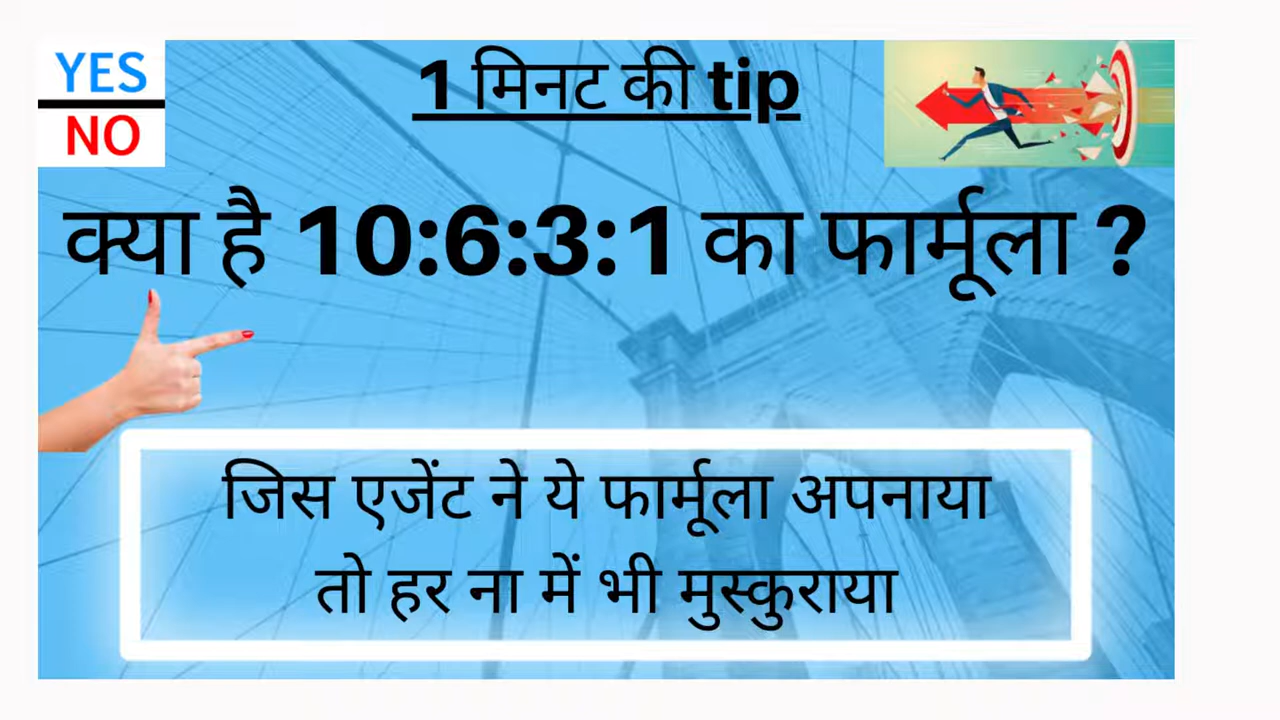 YES
NO
1 मिनट की tip
क्या है 10:6:3:1 का फार्मूला ?
जिस एजेंट ने ये फार्मूला अपनाया
तो हर ना में भी मुस्कुराया